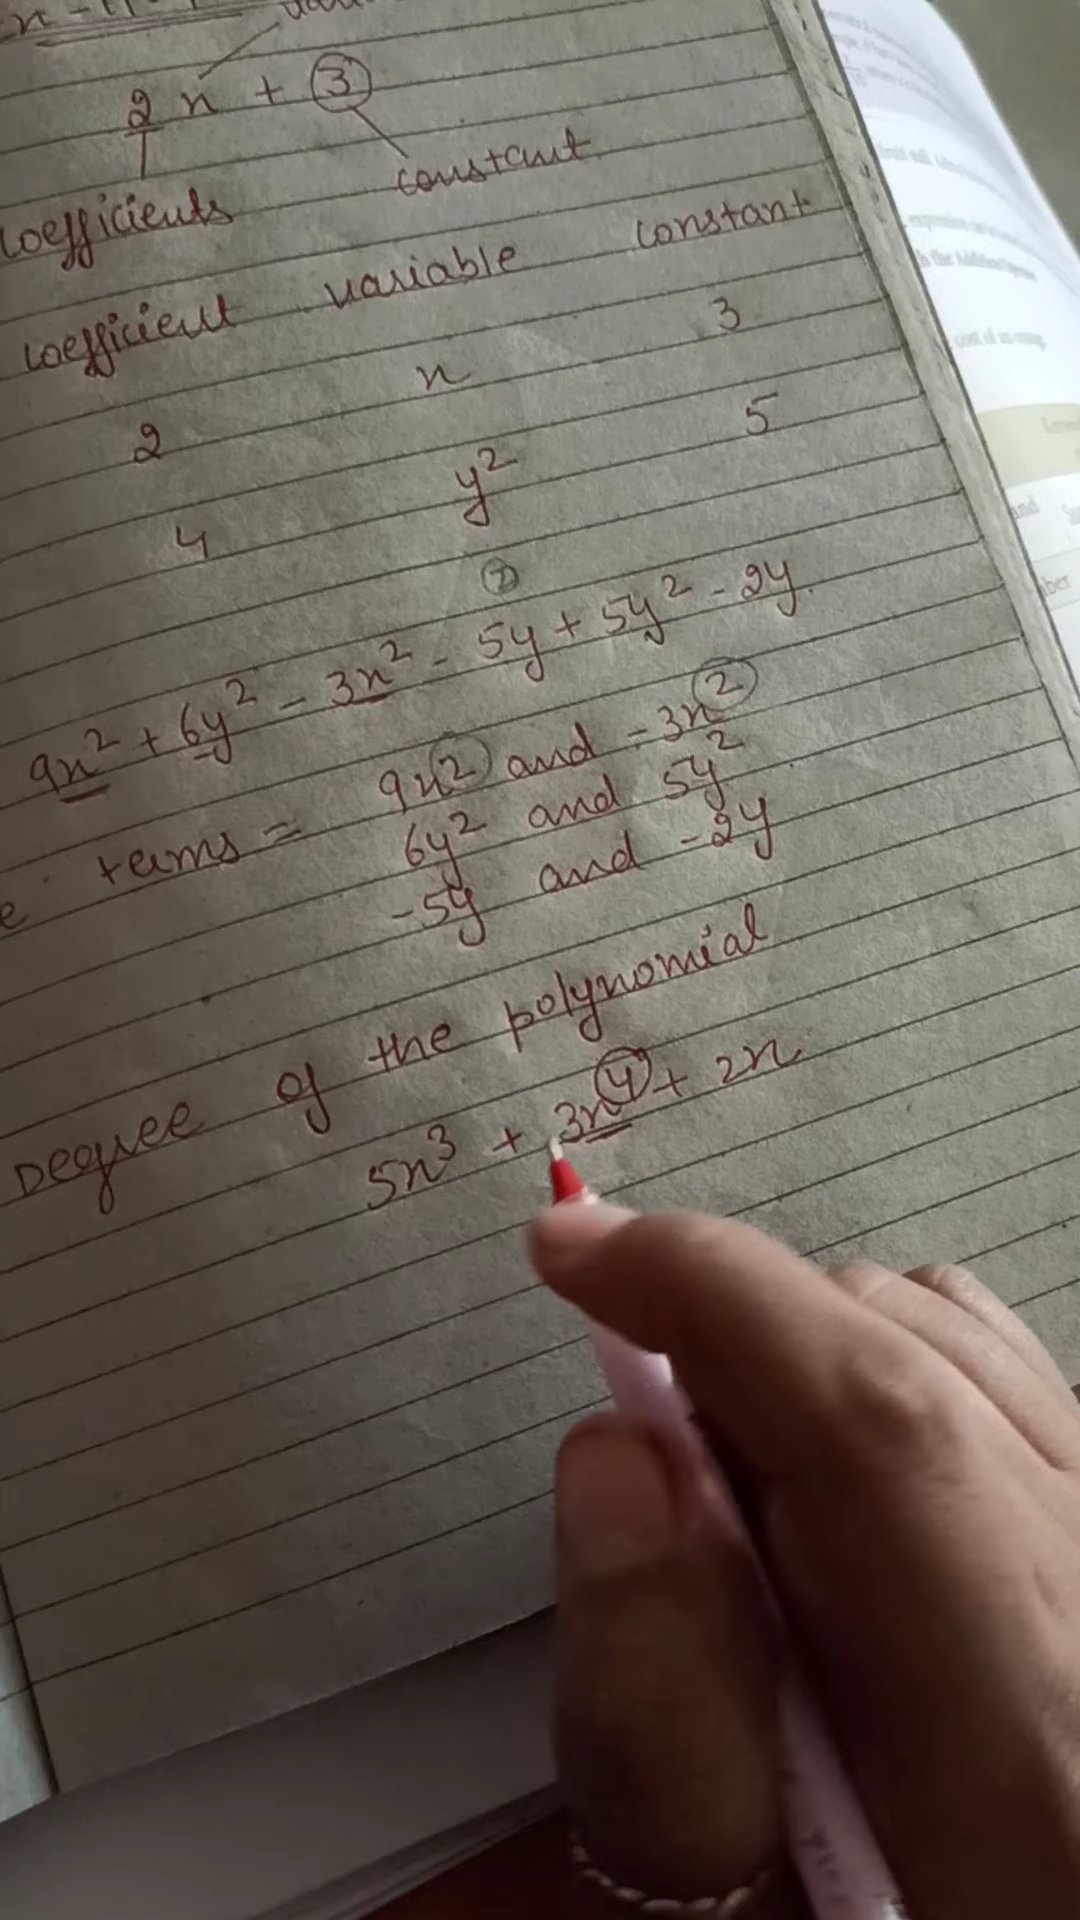 2x + 3
coefficients constant
coefficient variable constant
2 x 3
4 y² 5
9x² + 6y² - 3x² - 5y + 5y² - 2y.
terms = 9x² and -3x²
6y² and 5y²
-5y and -2y
Degree of the polynomial
5x³ + 3x⁴ + 2x